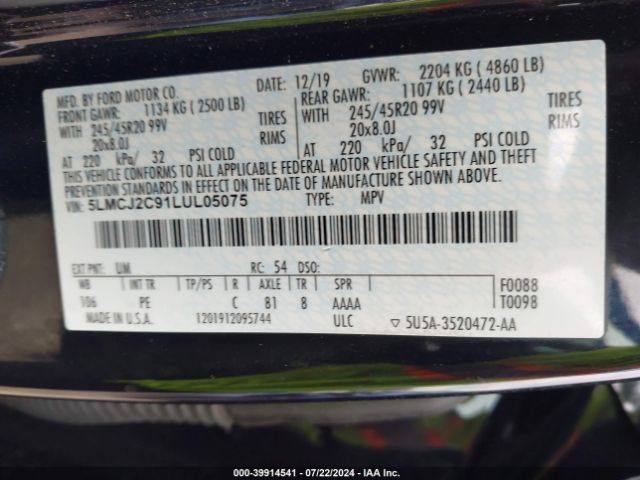 MFD. BY FORD MOTOR CO. DATE: 12/19 GVWR: 2204 KG ( 4860 LB)
FRONT GAWR: 1134 KG ( 2500 LB) REAR GAWR: 1107 KG ( 2440 LB)
WITH 245/45R20 99V TIRES WITH 245/45R20 99V TIRES
20x8.0J RIMS 20x8.0J RIMS
AT 220 kPa/ 32 PSI COLD AT 220 kPa/ 32 PSI COLD
THIS VEHICLE CONFORMS TO ALL APPLICABLE FEDERAL MOTOR VEHICLE SAFETY AND THEFT
PREVENTION STANDARDS IN EFFECT ON THE DATE OF MANUFACTURE SHOWN ABOVE.
VIN: 5LMCJ2C91LUL05075 TYPE: MPV
EXT PNT: UM RC: 54 DSO:
WB INT TR TP/PS R AXLE TR SPR F0088
106 PE C 81 8 AAAA T0098
MADE IN U.S.A. 1201912095744 ULC ▽ 5U5A-3520472-AA
000-39914541 - 07/22/2024 - IAA Inc.